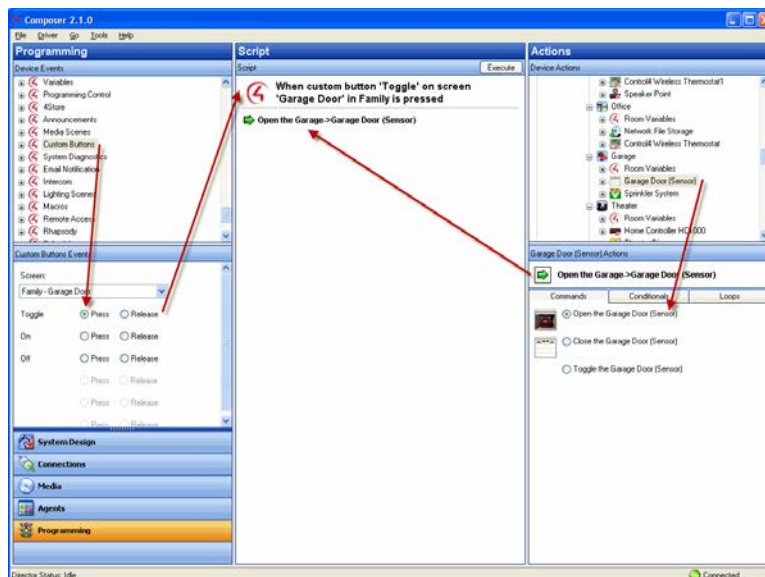 Composer 2.1.0
File Driver Go Tools Help
Programming
Device Events
Variables
Programming Control
4Store
Announcements
Media Scenes
Custom Buttons
System Diagnostics
Email Notification
Intercom
Lighting Scenes
Macros
Remote Access
Rhapsody
Custom Buttons Events
Screen:
Family - Garage Door
Toggle Press Release
On Press Release
Off Press Release
Press Release
Press Release
Press Release
System Design
Connections
Media
Agents
Programming
Director Status: Idle
Script
Script Execute
When custom button 'Toggle' on screen
'Garage Door' in Family is pressed
Open the Garage->Garage Door (Sensor)
Actions
Device Actions
Control4 Wireless Thermostat1
Speaker Point
Office
Room Variables
Network File Storage
Control4 Wireless Thermostat
Garage
Room Variables
Garage Door (Sensor)
Sprinkler System
Theater
Room Variables
Home Controller HC-1000
Garage Door (Sensor) Actions
Open the Garage->Garage Door (Sensor)
Commands Conditionals Loops
Open the Garage Door (Sensor)
Close the Garage Door (Sensor)
Toggle the Garage Door (Sensor)
Connected